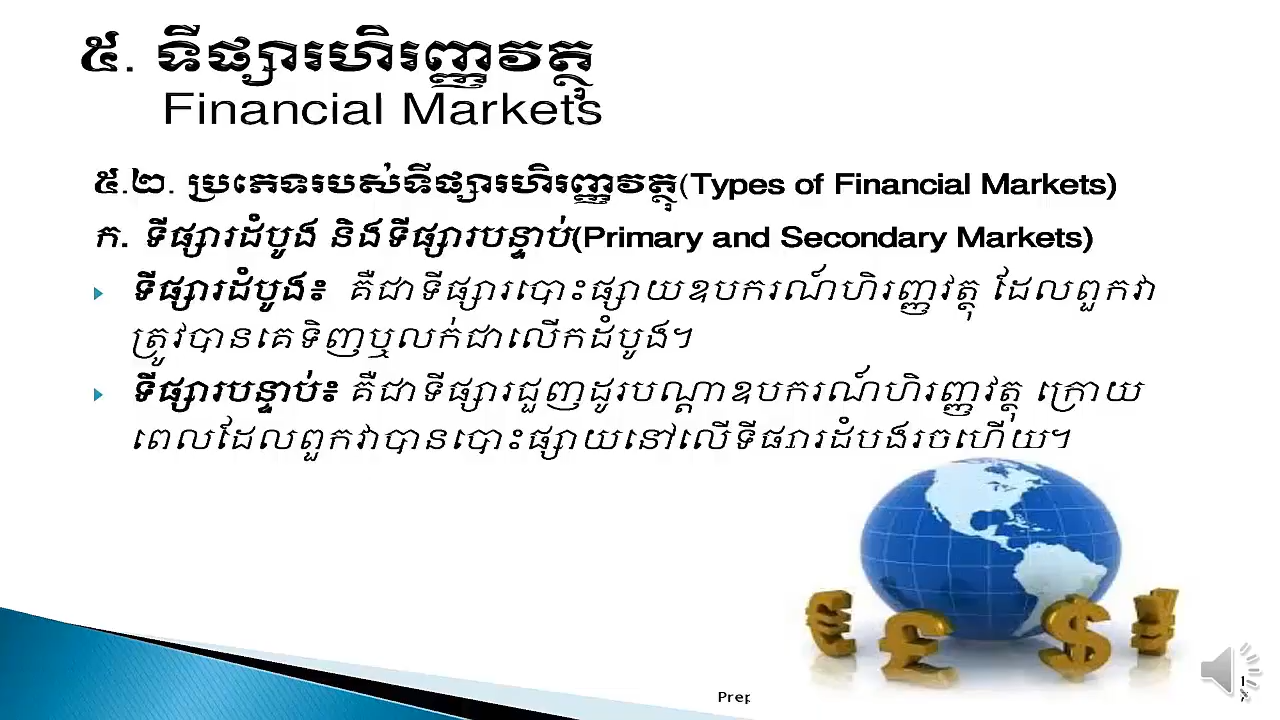 ៥. ទីផ្សារហិរញ្ញវត្ថុ
Financial Markets
៥.២. ប្រភេទរបស់ទីផ្សារហិរញ្ញវត្ថុ(Types of Financial Markets)
ក. ទីផ្សារដំបូង និងទីផ្សារបន្ទាប់(Primary and Secondary Markets)
ទីផ្សារដំបូង៖ គឺជាទីផ្សារបោះផ្សាយឧបករណ៍ហិរញ្ញវត្ថុ ដែលពួកវា
ត្រូវបានគេទិញឬលក់ជាលើកដំបូង។
ទីផ្សារបន្ទាប់៖ គឺជាទីផ្សារជួញដូរបណ្តាឧបករណ៍ហិរញ្ញវត្ថុ ក្រោយ
ពេលដែលពួកវាបានបោះផ្សាយនៅលើទីផ្សារដំបូងរួចហើយ។
Prep